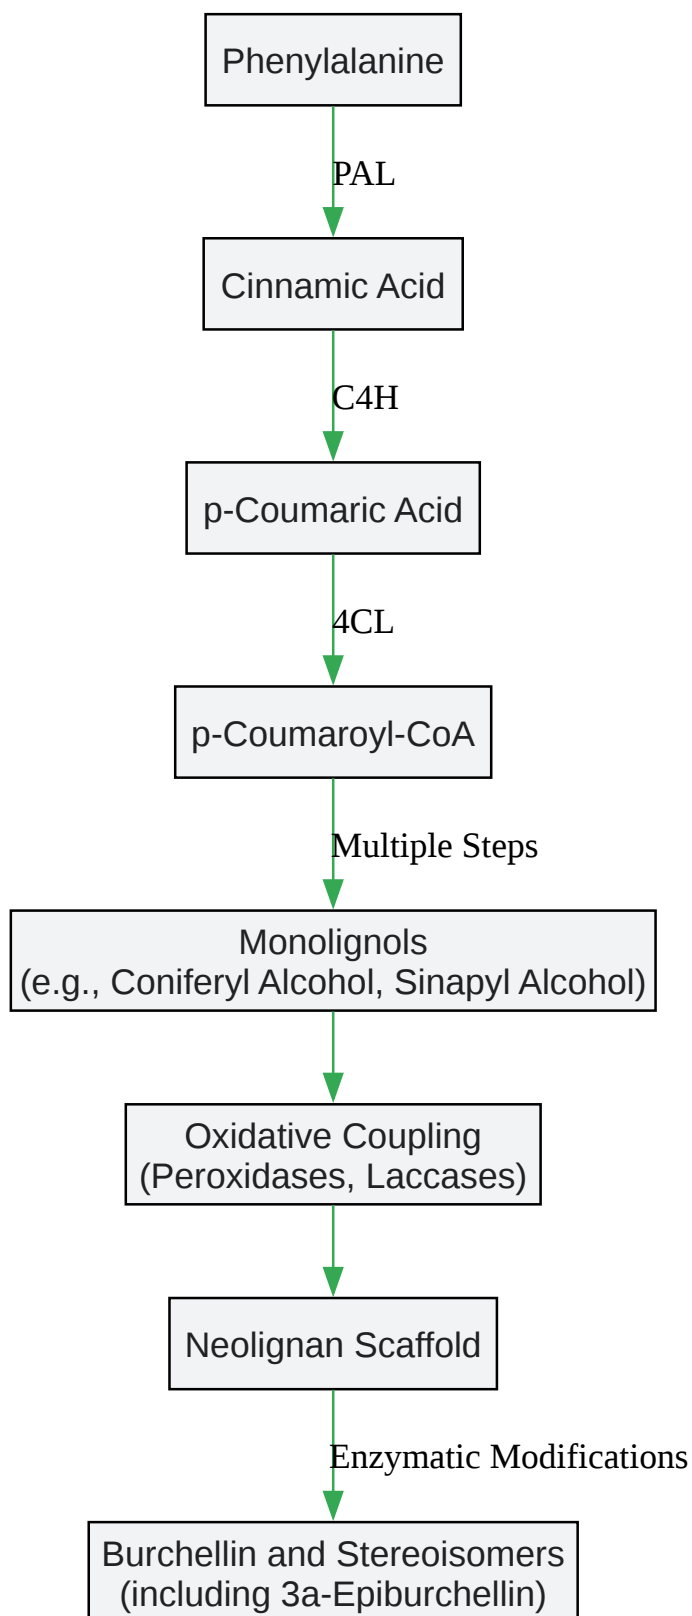 Phenylalanine
PAL
Cinnamic Acid
C4H
p-Coumaric Acid
4CL
p-Coumaroyl-CoA
Multiple Steps
Monolignols
(e.g., Coniferyl Alcohol, Sinapyl Alcohol)
Oxidative Coupling
(Peroxidases, Laccases)
Neolignan Scaffold
Enzymatic Modifications
Burchellin and Stereoisomers
(including 3a-Epiburchellin)